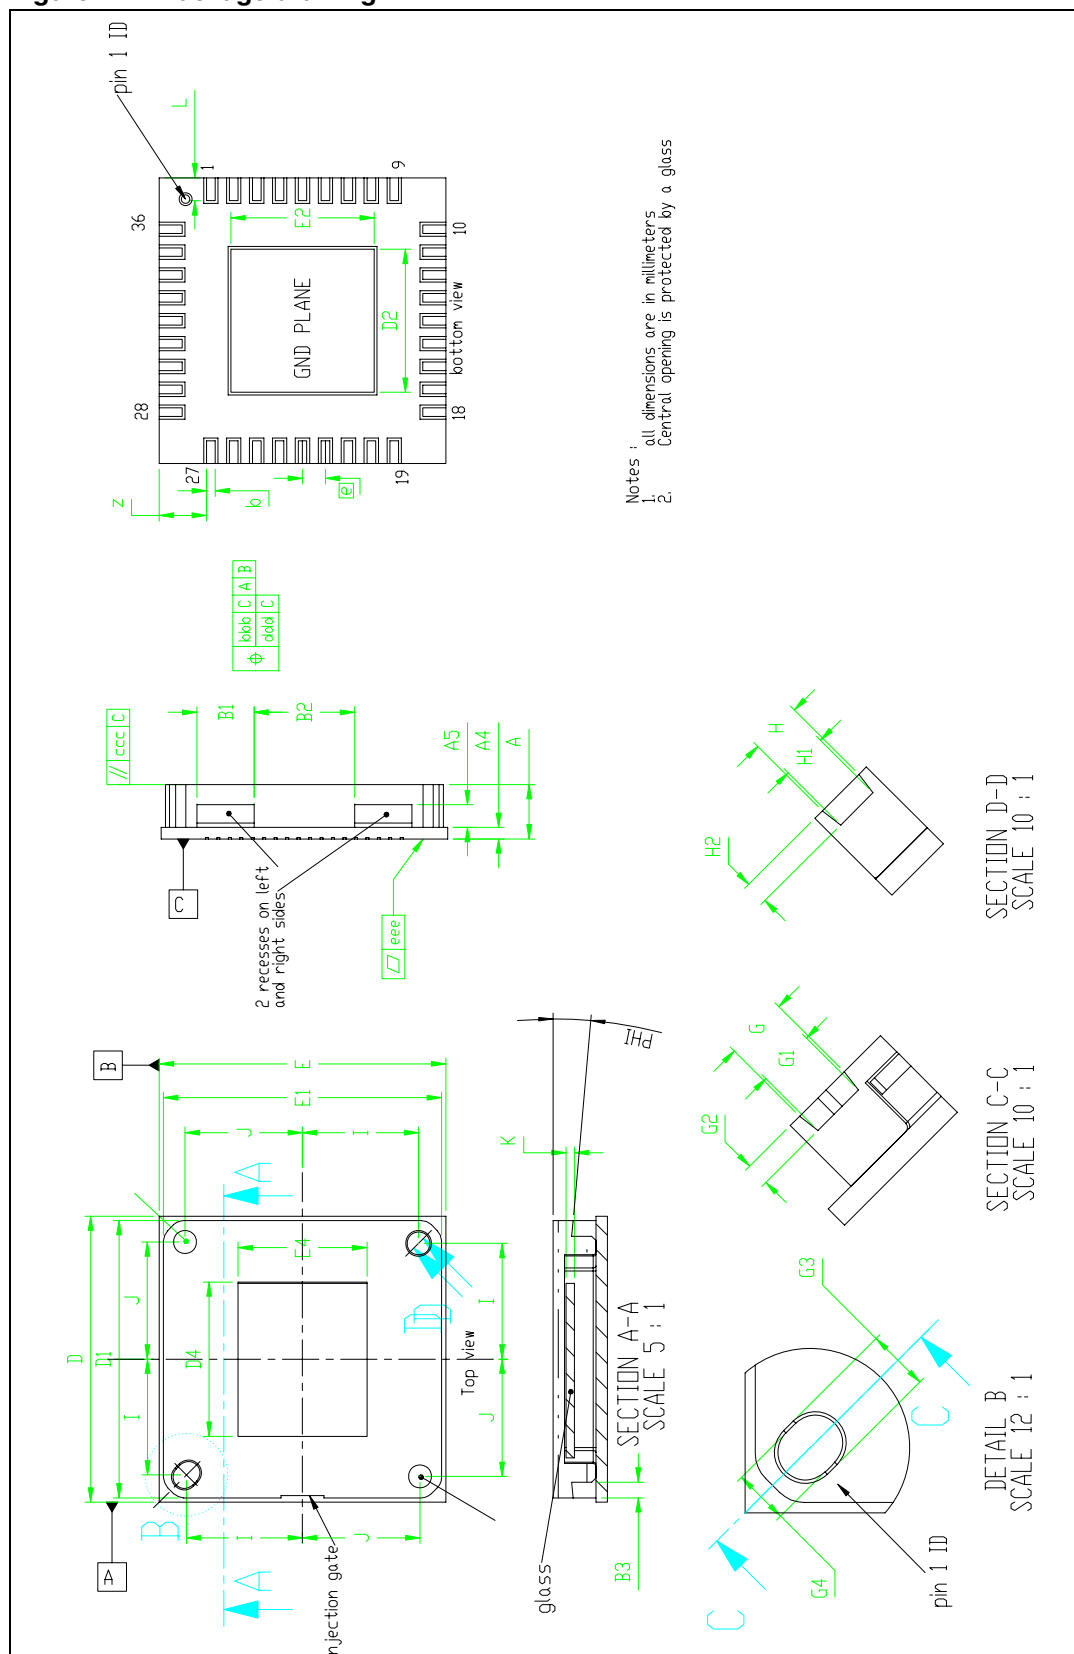 pin 1 ID
L
1
9
36
10
E2
GND PLANE
D2
bottom view
28
18
27
19
z
b
e
Notes :
1. all dimensions are in millimeters
2. Central opening is protected by a glass
bbb C A B
ddd C
// ccc C
B1
B2
A5
A4
A
C
2 recesses on left
and right sides
eee
H
H1
H2
SECTION D-D
SCALE 10 : 1
B
E
E1
J
I
A
E4
D
D1
J
D4
I
I
J
D
Top view
B
A
A
I
J
injection gate
PHI
K
SECTION A-A
SCALE 5 : 1
glass
B3
G
G1
G2
SECTION C-C
SCALE 10 : 1
G3
G4
C
C
pin 1 ID
DETAIL B
SCALE 12 : 1